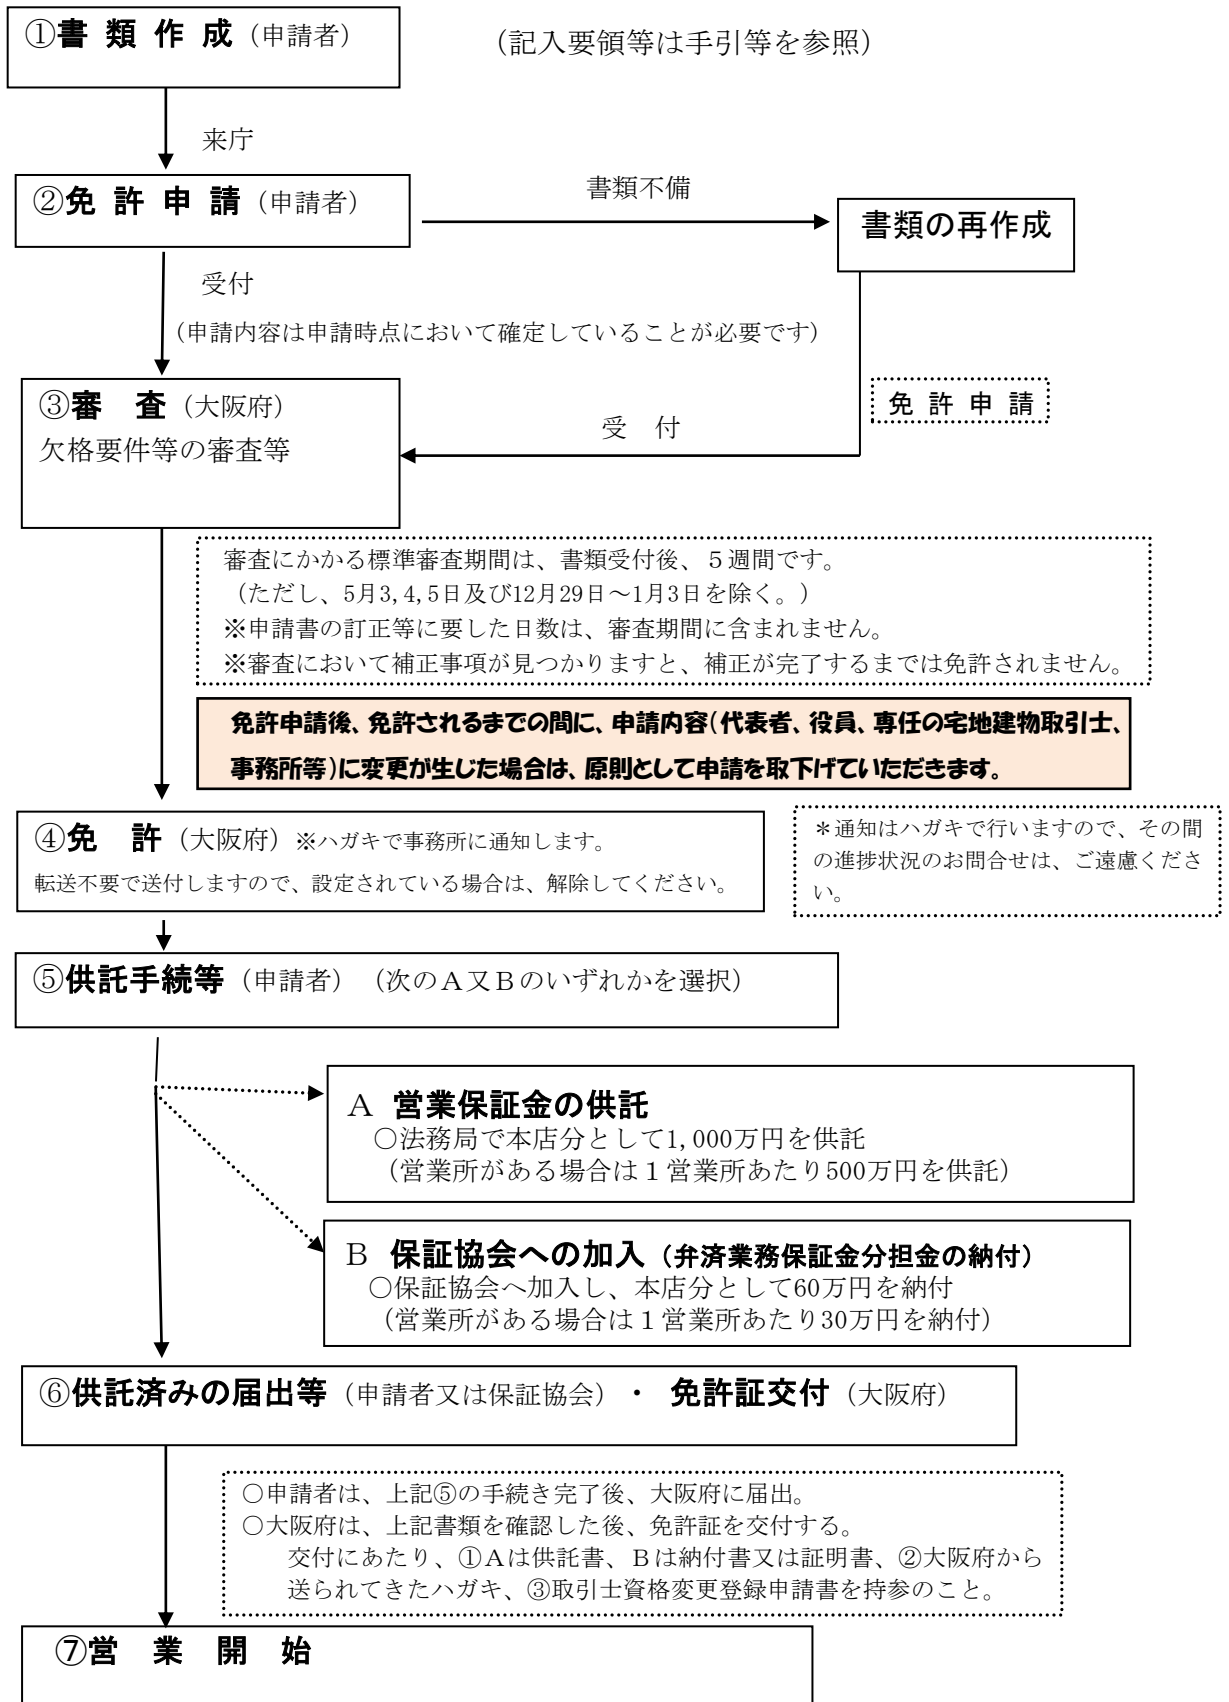 ①書 類 作 成（申請者）
（記入要領等は手引等を参照）
来庁
②免 許 申 請（申請者）
書類不備
書類の再作成
受付
（申請内容は申請時点において確定していることが必要です）
③審　査（大阪府）
欠格要件等の審査等
免 許 申 請
受　付
審査にかかる標準審査期間は、書類受付後、５週間です。
（ただし、5月3,4,5日及び12月29日～1月3日を除く。）
※申請書の訂正等に要した日数は、審査期間に含まれません。
※審査において補正事項が見つかりますと、補正が完了するまでは免許されません。
免許申請後、免許されるまでの間に、申請内容（代表者、役員、専任の宅地建物取引士、
事務所等）に変更が生じた場合は、原則として申請を取下げていただきます。
④免　許（大阪府）※ハガキで事務所に通知します。
転送不要で送付しますので、設定されている場合は、解除してください。
＊通知はハガキで行いますので、その間
の進捗状況のお問合せは、ご遠慮くださ
い。
⑤供託手続等（申請者）（次のＡ又Ｂのいずれかを選択）
Ａ 営業保証金の供託
○法務局で本店分として1,000万円を供託
（営業所がある場合は１営業所あたり500万円を供託）
Ｂ 保証協会への加入（弁済業務保証金分担金の納付）
○保証協会へ加入し、本店分として60万円を納付
（営業所がある場合は１営業所あたり30万円を納付）
⑥供託済みの届出等（申請者又は保証協会）・ 免許証交付（大阪府）
○申請者は、上記⑤の手続き完了後、大阪府に届出。
○大阪府は、上記書類を確認した後、免許証を交付する。
交付にあたり、①Ａは供託書、Ｂは納付書又は証明書、②大阪府から
送られてきたハガキ、③取引士資格変更登録申請書を持参のこと。
⑦営　業　開　始